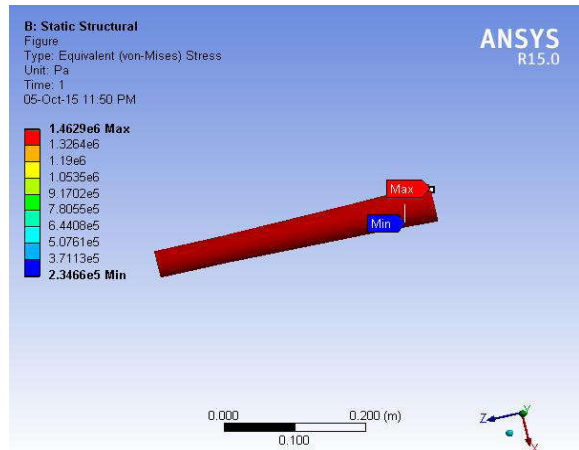 B: Static Structural
Figure
Type: Equivalent (von-Mises) Stress
Unit: Pa
Time: 1
05-Oct-15 11:50 PM
ANSYS
R15.0
1.4629e6 Max
1.3264e6
1.19e6
1.0535e6
9.1702e5
7.8055e5
6.4408e5
5.0761e5
3.7113e5
2.3466e5 Min
Max
Min
0.000
0.200 (m)
0.100
Z
Y
X